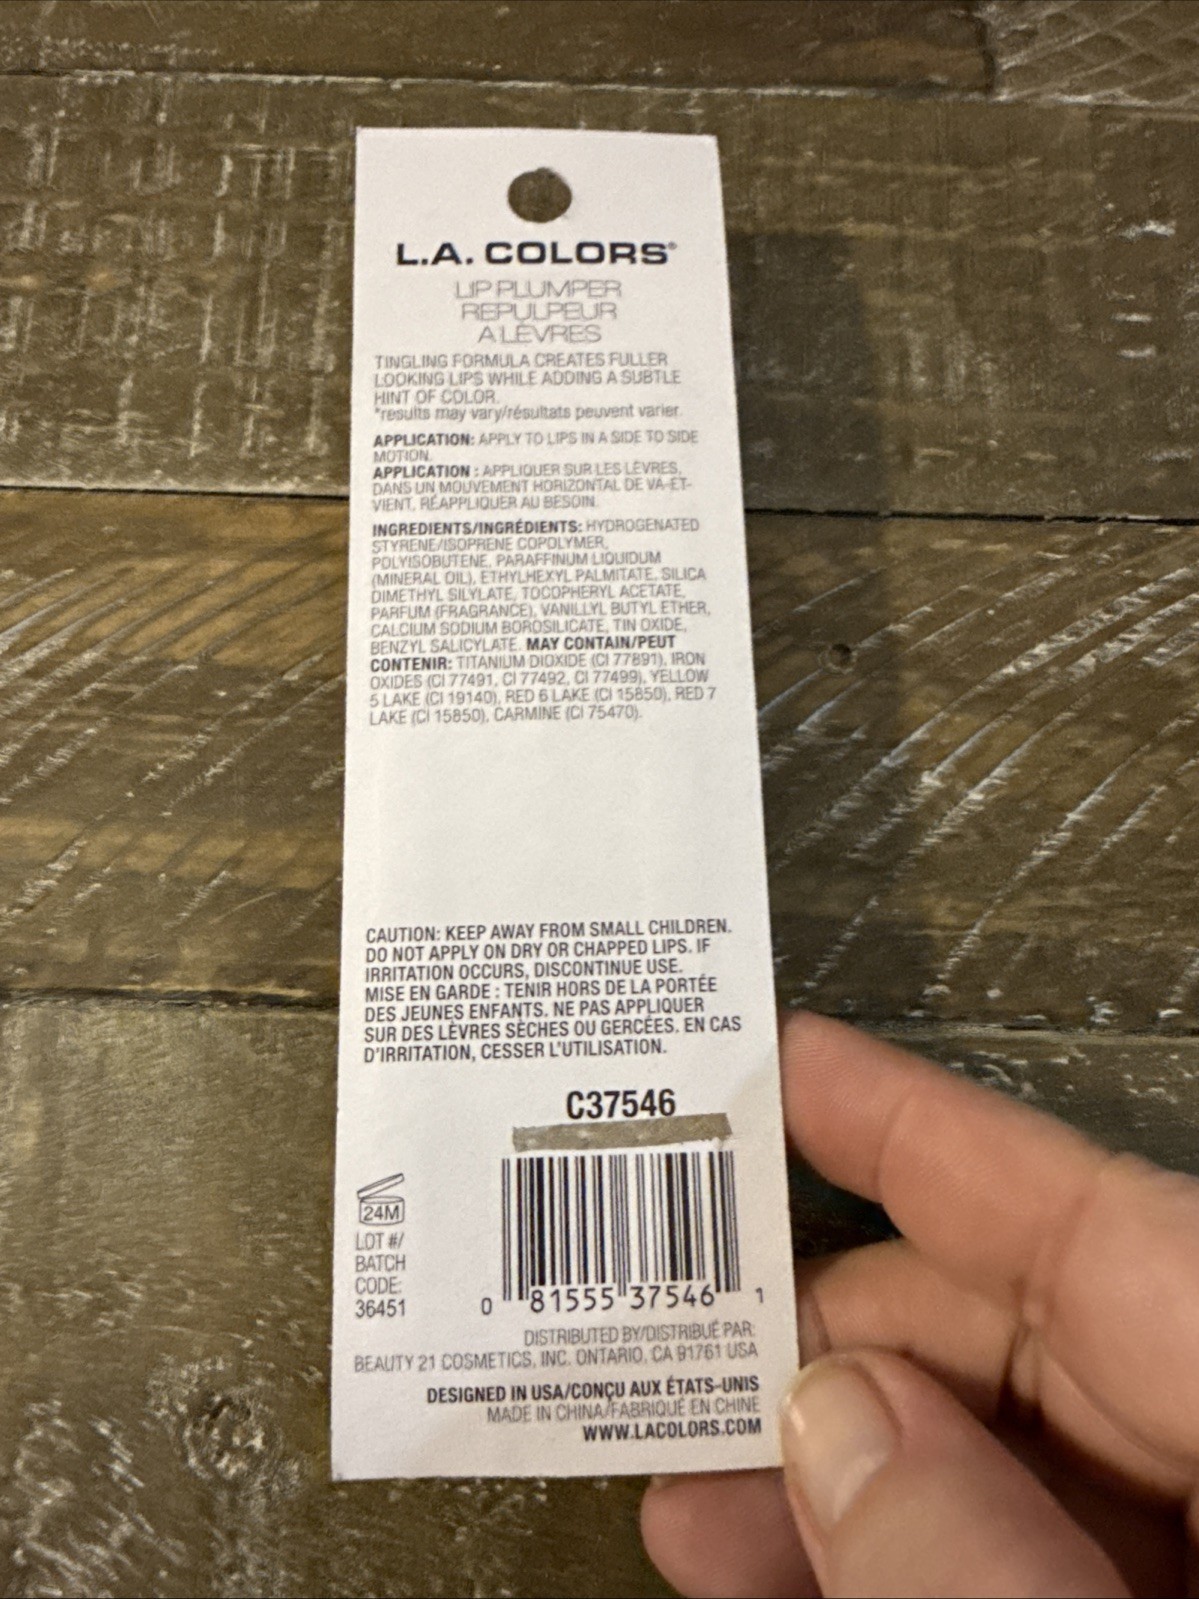 L.A. COLORS®
LIP PLUMPER
REPULPEUR
A LÈVRES
TINGLING FORMULA CREATES FULLER
LOOKING LIPS WHILE ADDING A SUBTLE
HINT OF COLOR.
*results may vary/résultats peuvent varier.
APPLICATION: APPLY TO LIPS IN A SIDE TO SIDE
MOTION.
APPLICATION : APPLIQUER SUR LES LÈVRES,
DANS UN MOUVEMENT HORIZONTAL DE VA-ET-
VIENT. RÉAPPLIQUER AU BESOIN.
INGREDIENTS/INGRÉDIENTS: HYDROGENATED
STYRENE/ISOPRENE COPOLYMER,
POLYISOBUTENE, PARAFFINUM LIQUIDUM
(MINERAL OIL), ETHYLHEXYL PALMITATE, SILICA
DIMETHYL SILYLATE, TOCOPHERYL ACETATE,
PARFUM (FRAGRANCE), VANILLYL BUTYL ETHER,
CALCIUM SODIUM BOROSILICATE, TIN OXIDE,
BENZYL SALICYLATE. MAY CONTAIN/PEUT
CONTENIR: TITANIUM DIOXIDE (CI 77891), IRON
OXIDES (CI 77491, CI 77492, CI 77499), YELLOW
5 LAKE (CI 19140), RED 6 LAKE (CI 15850), RED 7
LAKE (CI 15850), CARMINE (CI 75470).
CAUTION: KEEP AWAY FROM SMALL CHILDREN.
DO NOT APPLY ON DRY OR CHAPPED LIPS. IF
IRRITATION OCCURS, DISCONTINUE USE.
MISE EN GARDE : TENIR HORS DE LA PORTÉE
DES JEUNES ENFANTS. NE PAS APPLIQUER
SUR DES LÈVRES SÈCHES OU GERCÉES. EN CAS
D'IRRITATION, CESSER L'UTILISATION.
C37546
24M
LOT #/
BATCH
CODE:
36451
0 81555 37546 1
DISTRIBUTED BY/DISTRIBUÉ PAR:
BEAUTY 21 COSMETICS, INC. ONTARIO, CA 91761 USA
DESIGNED IN USA/CONÇU AUX ÉTATS-UNIS
MADE IN CHINA/FABRIQUÉ EN CHINE
WWW.LACOLORS.COM